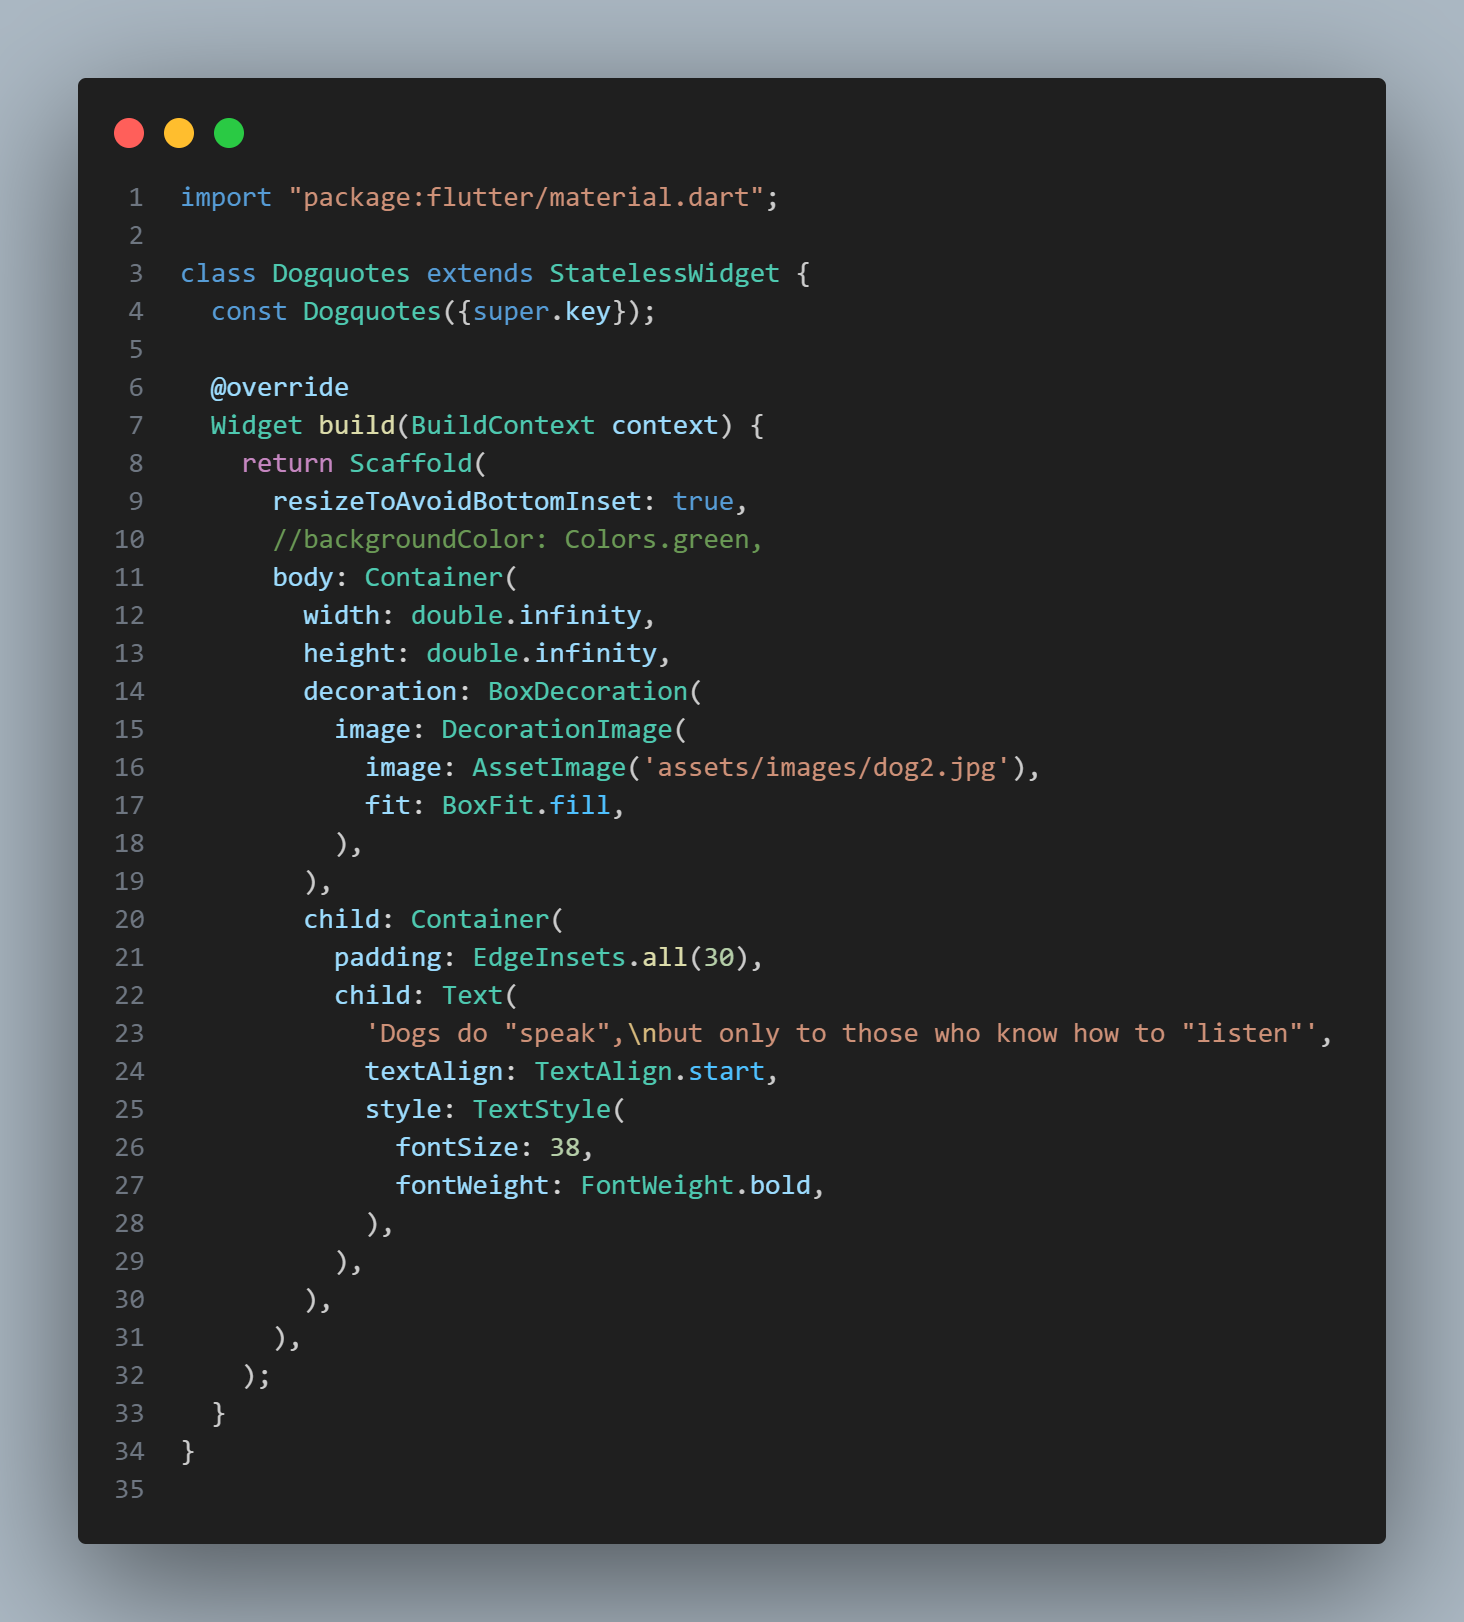 1 import "package:flutter/material.dart";
2
3 class Dogquotes extends StatelessWidget {
4   const Dogquotes({super.key});
5
6   @override
7   Widget build(BuildContext context) {
8     return Scaffold(
9       resizeToAvoidBottomInset: true,
10       //backgroundColor: Colors.green,
11       body: Container(
12         width: double.infinity,
13         height: double.infinity,
14         decoration: BoxDecoration(
15           image: DecorationImage(
16             image: AssetImage('assets/images/dog2.jpg'),
17             fit: BoxFit.fill,
18           ),
19         ),
20         child: Container(
21           padding: EdgeInsets.all(30),
22           child: Text(
23             'Dogs do "speak",\nbut only to those who know how to "listen"',
24             textAlign: TextAlign.start,
25             style: TextStyle(
26               fontSize: 38,
27               fontWeight: FontWeight.bold,
28             ),
29           ),
30         ),
31       ),
32     );
33   }
34 }
35